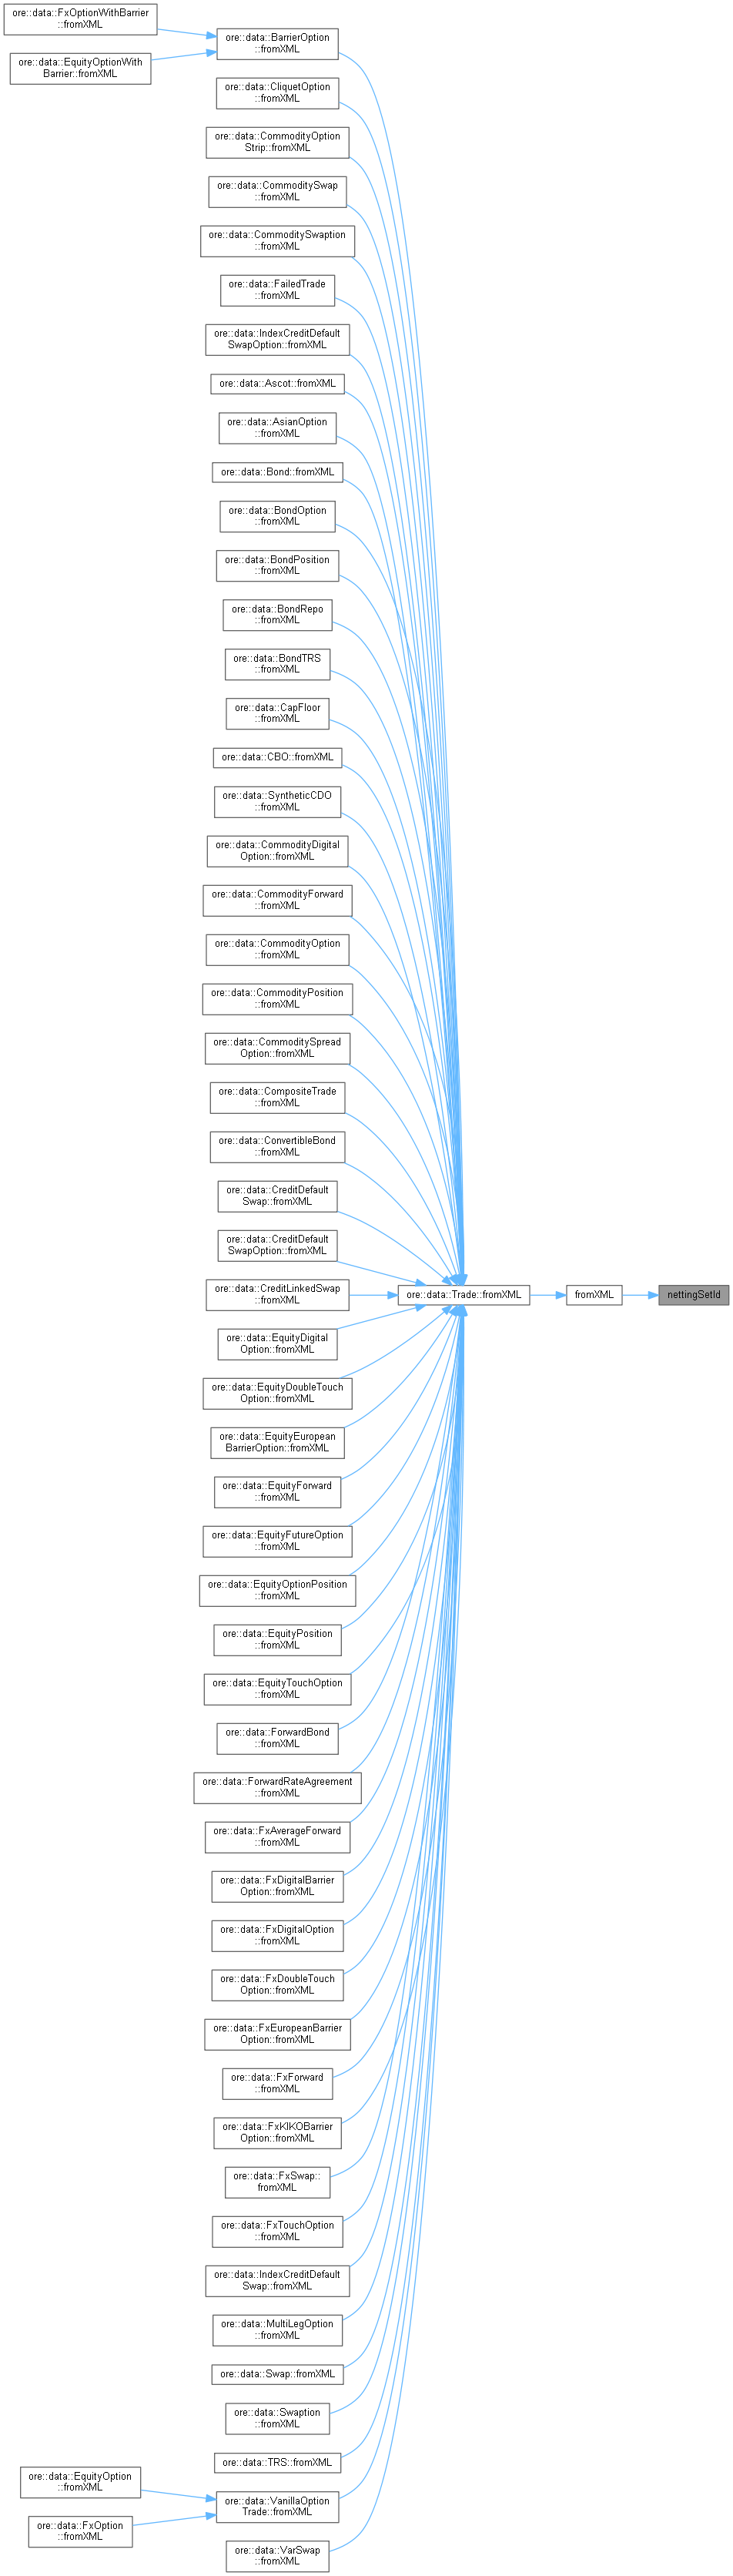 ore::data::FxOptionWithBarrier
::fromXML
ore::data::EquityOptionWith
Barrier::fromXML
ore::data::BarrierOption
::fromXML
ore::data::CliquetOption
::fromXML
ore::data::CommodityOption
Strip::fromXML
ore::data::CommoditySwap
::fromXML
ore::data::CommoditySwaption
::fromXML
ore::data::FailedTrade
::fromXML
ore::data::IndexCreditDefault
SwapOption::fromXML
ore::data::Ascot::fromXML
ore::data::AsianOption
::fromXML
ore::data::Bond::fromXML
ore::data::BondOption
::fromXML
ore::data::BondPosition
::fromXML
ore::data::BondRepo
::fromXML
ore::data::BondTRS
::fromXML
ore::data::CapFloor
::fromXML
ore::data::CBO::fromXML
ore::data::SyntheticCDO
::fromXML
ore::data::CommodityDigital
Option::fromXML
ore::data::CommodityForward
::fromXML
ore::data::CommodityOption
::fromXML
ore::data::CommodityPosition
::fromXML
ore::data::CommoditySpread
Option::fromXML
ore::data::CompositeTrade
::fromXML
ore::data::ConvertibleBond
::fromXML
ore::data::CreditDefault
Swap::fromXML
ore::data::CreditDefault
SwapOption::fromXML
ore::data::CreditLinkedSwap
::fromXML
ore::data::Trade::fromXML
fromXML
nettingSetId
ore::data::EquityDigital
Option::fromXML
ore::data::EquityDoubleTouch
Option::fromXML
ore::data::EquityEuropean
BarrierOption::fromXML
ore::data::EquityForward
::fromXML
ore::data::EquityFutureOption
::fromXML
ore::data::EquityOptionPosition
::fromXML
ore::data::EquityPosition
::fromXML
ore::data::EquityTouchOption
::fromXML
ore::data::ForwardBond
::fromXML
ore::data::ForwardRateAgreement
::fromXML
ore::data::FxAverageForward
::fromXML
ore::data::FxDigitalBarrier
Option::fromXML
ore::data::FxDigitalOption
::fromXML
ore::data::FxDoubleTouch
Option::fromXML
ore::data::FxEuropeanBarrier
Option::fromXML
ore::data::FxForward
::fromXML
ore::data::FxKIKOBarrier
Option::fromXML
ore::data::FxSwap::
fromXML
ore::data::FxTouchOption
::fromXML
ore::data::IndexCreditDefault
Swap::fromXML
ore::data::MultiLegOption
::fromXML
ore::data::Swap::fromXML
ore::data::Swaption
::fromXML
ore::data::TRS::fromXML
ore::data::EquityOption
::fromXML
ore::data::VanillaOption
Trade::fromXML
ore::data::FxOption
::fromXML
ore::data::VarSwap
::fromXML